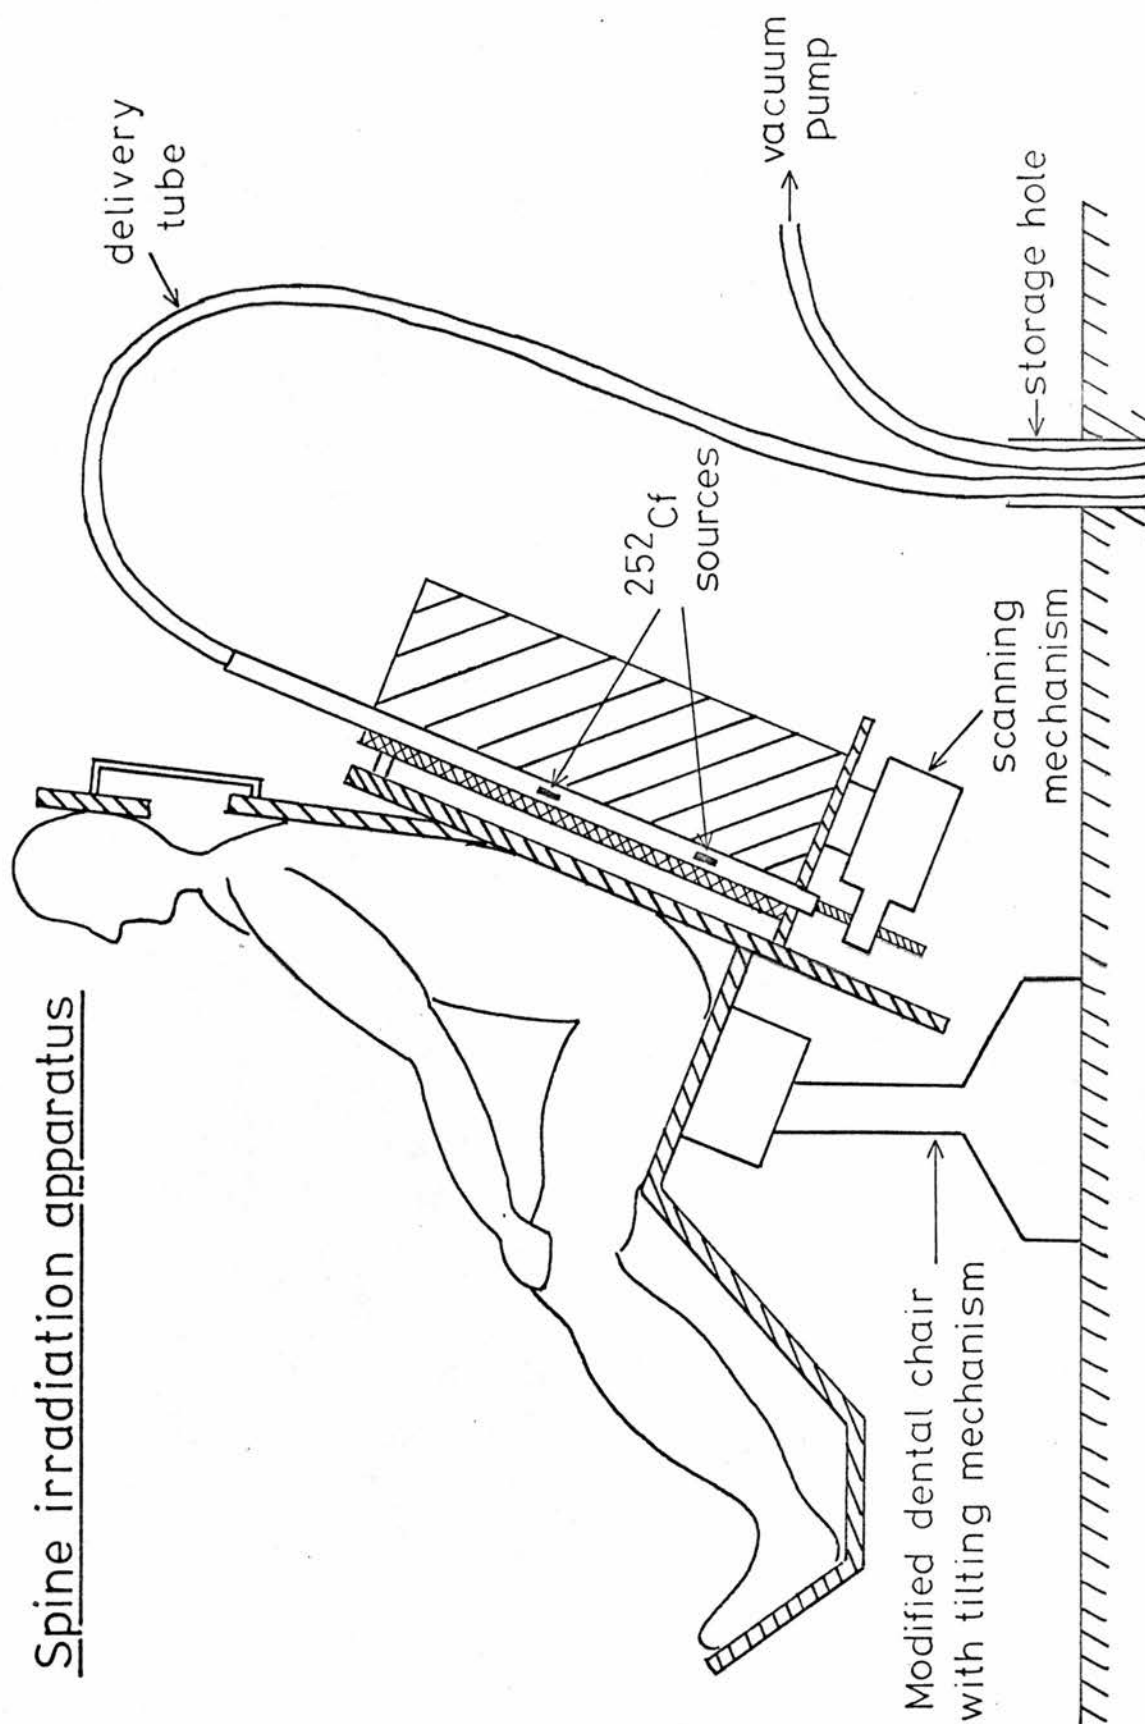 Spine irradiation apparatus
delivery
tube
vacuum
pump
storage hole
252Cf
sources
scanning
mechanism
Modified dental chair
with tilting mechanism